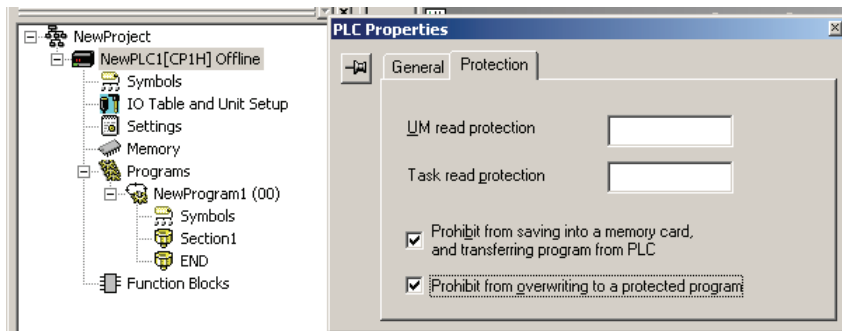 NewProject
NewPLC1[CP1H] Offline
Symbols
IO Table and Unit Setup
Settings
Memory
Programs
NewProgram1 (00)
Symbols
Section1
END
Function Blocks
PLC Properties
General Protection
UM read protection
Task read protection
Prohibit from saving into a memory card,
and transferring program from PLC
Prohibit from overwriting to a protected program